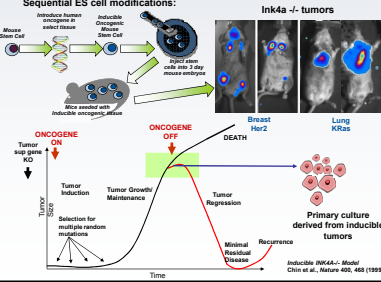 Sequential ES cell modifications:
Ink4a -/- tumors
Mouse
Stem Cell
Introduce human
oncogene in
select tissue
Inducible
Oncogenic
Mouse
Stem Cell
Inject stem
cells into 3 day
mouse embryos
Mice seeded with
Inducible oncogenic tissue
Breast
Her2
Lung
KRas
Tumor
sup gene
KO
ONCOGENE
ON
ONCOGENE
OFF
DEATH
Tumor
Induction
Tumor Growth/
Maintenance
Tumor
Regression
Selection for
multiple random
mutations
Minimal
Residual
Disease
Recurrence
Tumor
Size
Time
Primary culture
derived from inducible
tumors
Inducible INK4A-/- Model
Chin et al., Nature 400, 468 (1999